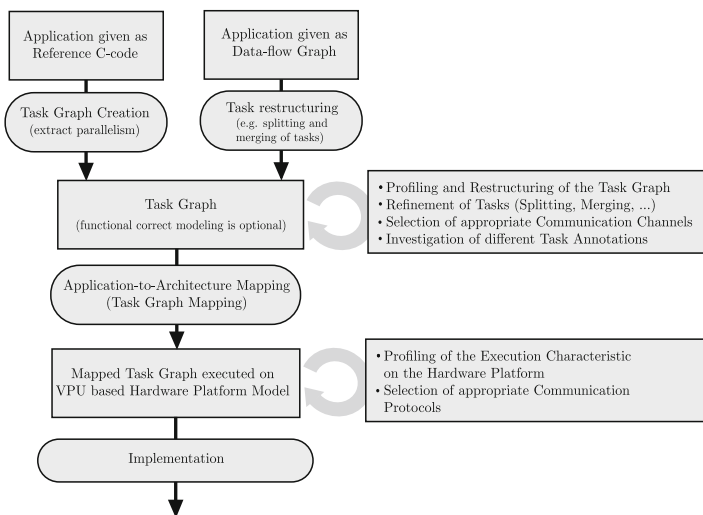 Application given as
Reference C-code
Application given as
Data-flow Graph
Task Graph Creation
(extract parallelism)
Task restructuring
(e.g. splitting and
merging of tasks)
Task Graph
(functional correct modeling is optional)
• Profiling and Restructuring of the Task Graph
• Refinement of Tasks (Splitting, Merging, ...)
• Selection of appropriate Communication Channels
• Investigation of different Task Annotations
Application-to-Architecture Mapping
(Task Graph Mapping)
Mapped Task Graph executed on
VPU based Hardware Platform Model
• Profiling of the Execution Characteristic
on the Hardware Platform
• Selection of appropriate Communication
Protocols
Implementation